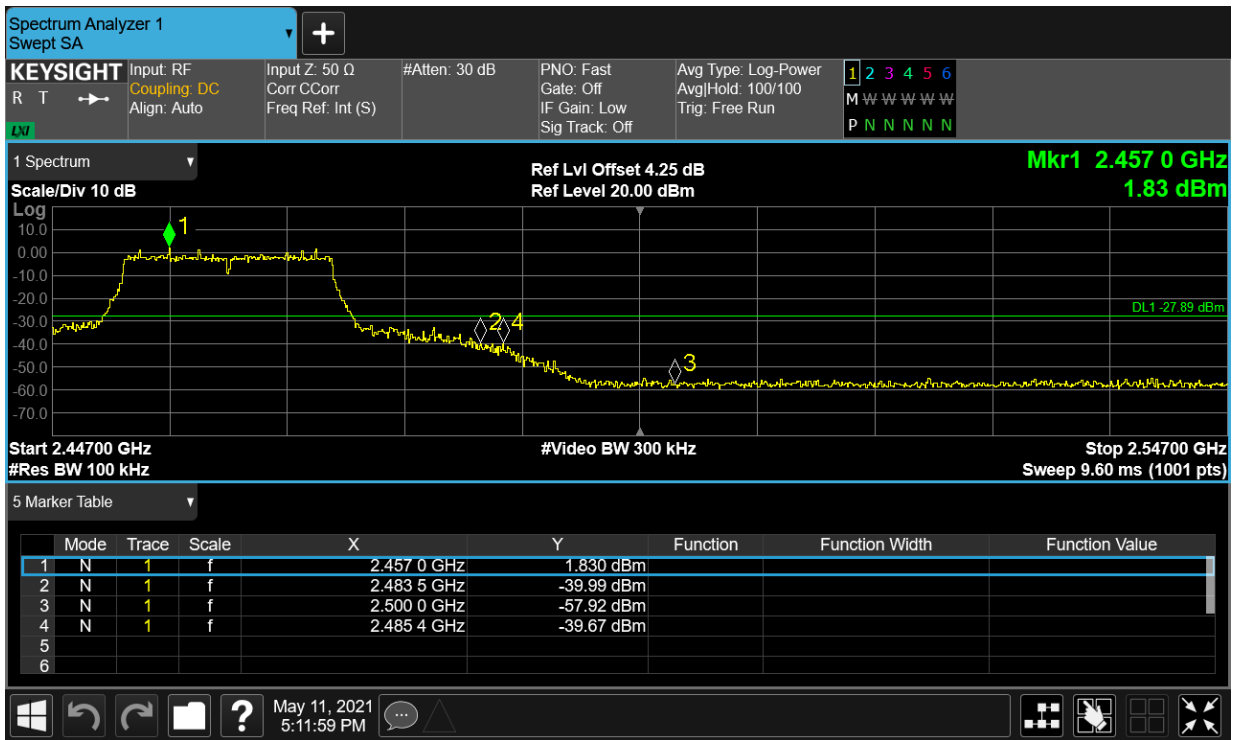 Spectrum Analyzer 1
Swept SA
+
KEYSIGHT
R T
LXI
Input: RF
Coupling: DC
Align: Auto
Input Z: 50 Ω
Corr CCorr
Freq Ref: Int (S)
#Atten: 30 dB
PNO: Fast
Gate: Off
IF Gain: Low
Sig Track: Off
Avg Type: Log-Power
Avg|Hold: 100/100
Trig: Free Run
1 2 3 4 5 6
M W W W W W
P N N N N N
1 Spectrum
Scale/Div 10 dB
Log
Ref Lvl Offset 4.25 dB
Ref Level 20.00 dBm
Mkr1 2.457 0 GHz
1.83 dBm
10.0
0.00
-10.0
-20.0
-30.0
-40.0
-50.0
-60.0
-70.0
1
2
4
3
DL1 -27.89 dBm
Start 2.44700 GHz
#Res BW 100 kHz
#Video BW 300 kHz
Stop 2.54700 GHz
Sweep 9.60 ms (1001 pts)
5 Marker Table
Mode Trace Scale X Y Function Function Width Function Value
1 N 1 f 2.457 0 GHz 1.830 dBm
2 N 1 f 2.483 5 GHz -39.99 dBm
3 N 1 f 2.500 0 GHz -57.92 dBm
4 N 1 f 2.485 4 GHz -39.67 dBm
5
6
?
May 11, 2021
5:11:59 PM